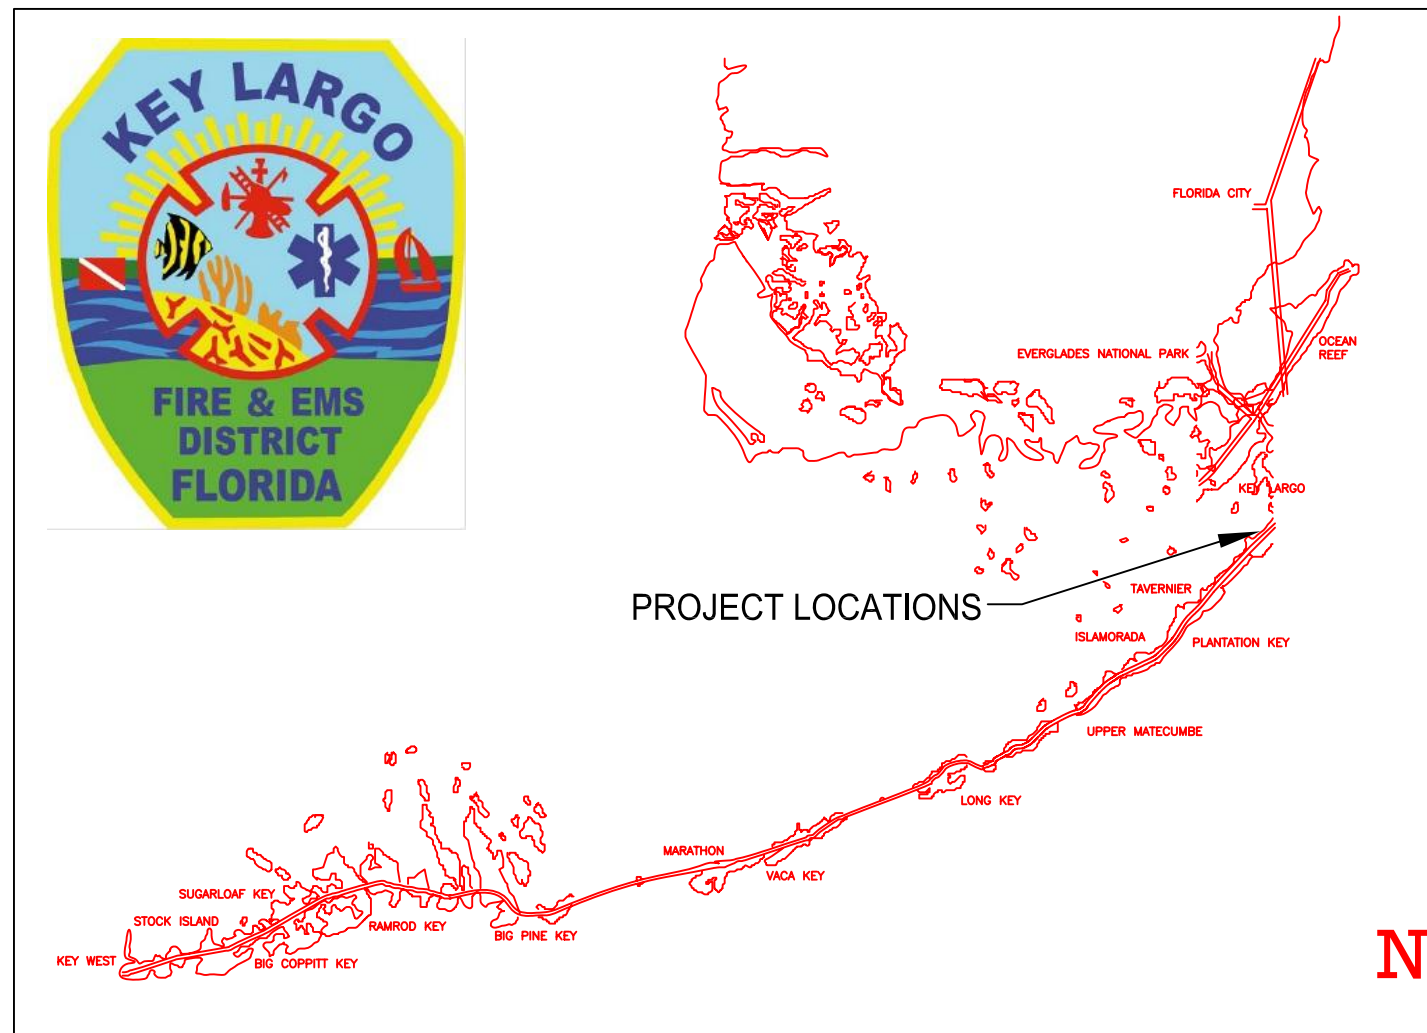 KEY LARGO
FIRE & EMS
DISTRICT
FLORIDA
FLORIDA CITY
OCEAN
REEF
EVERGLADES NATIONAL PARK
KEY LARGO
PROJECT LOCATIONS
TAVERNIER
ISLAMORADA
PLANTATION KEY
UPPER MATECUMBE
LONG KEY
MARATHON
VACA KEY
SUGARLOAF KEY
STOCK ISLAND
RAMROD KEY
BIG PINE KEY
KEY WEST
BIG COPPITT KEY
N